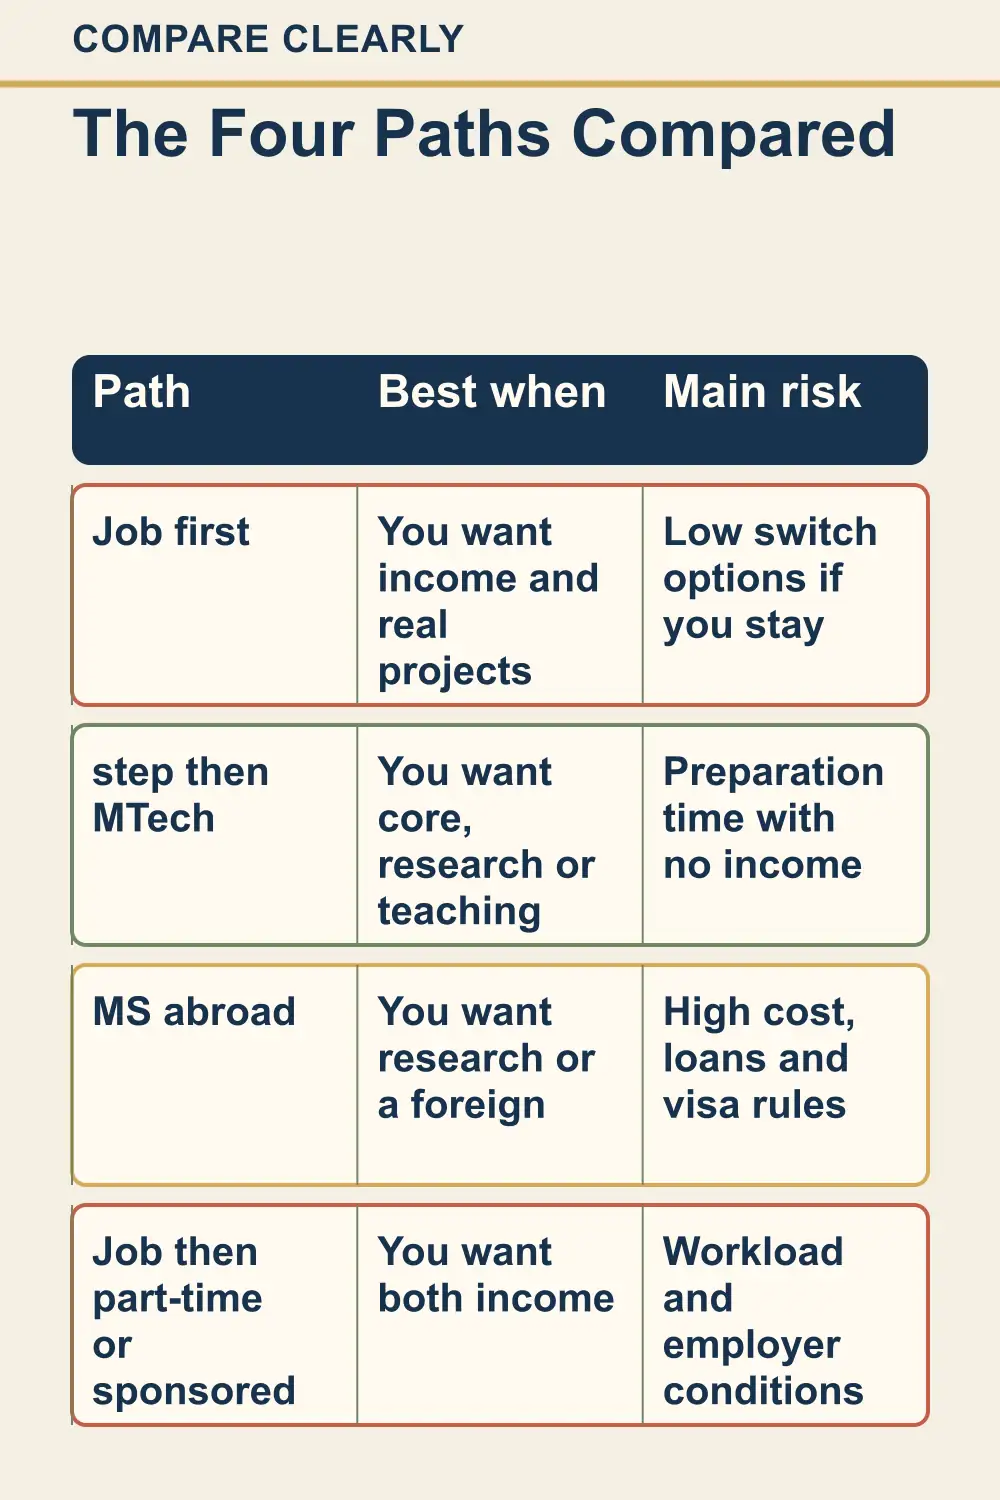 COMPARE CLEARLY
The Four Paths Compared
Path
Best when
Main risk
Job first
You want
income and
real
projects
Low switch
options if
you stay
step then
MTech
You want
core,
research or
teaching
Preparation
time with
no income
MS abroad
You want
research or
a foreign
High cost,
loans and
visa rules
Job then
part-time
or
sponsored
You want
both income
Workload
and
employer
conditions